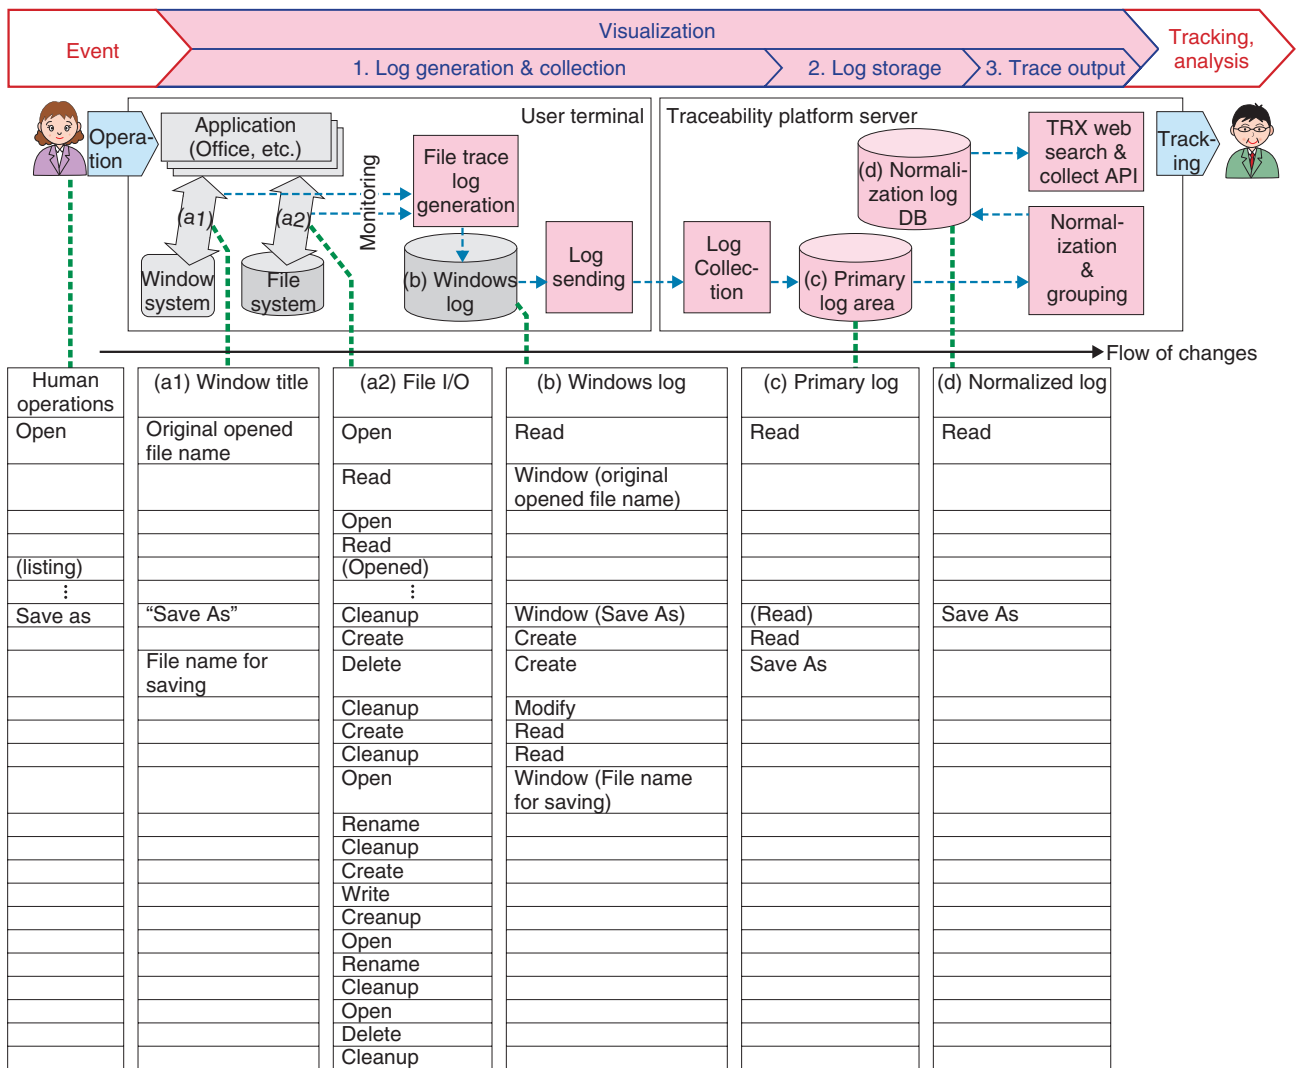 Event
Visualization
1. Log generation & collection
2. Log storage
3. Trace output
Tracking,
analysis
Opera-
tion
Application
(Office, etc.)
User terminal
Monitoring
File trace
log
generation
(a1)
(a2)
Window
system
File
system
(b) Windows
log
Log
sending
Traceability platform server
Log
Collec-
tion
(c) Primary
log area
(d) Normali-
zation log
DB
TRX web
search &
collect API
Normal-
ization
&
grouping
Track-
ing
Flow of changes
Human
operations
Open
(listing)
Save as
(a1) Window title
Original opened
file name
“Save As”
File name for
saving
(a2) File I/O
Open
Read
Open
Read
(Opened)
Cleanup
Create
Delete
Cleanup
Create
Cleanup
Open
Rename
Cleanup
Create
Write
Creanup
Open
Rename
Cleanup
Open
Delete
Cleanup
(b) Windows log
Read
Window (original
opened file name)
Window (Save As)
Create
Create
Modify
Read
Read
Window (File name
for saving)
(c) Primary log
Read
(Read)
Read
Save As
(d) Normalized log
Read
Save As